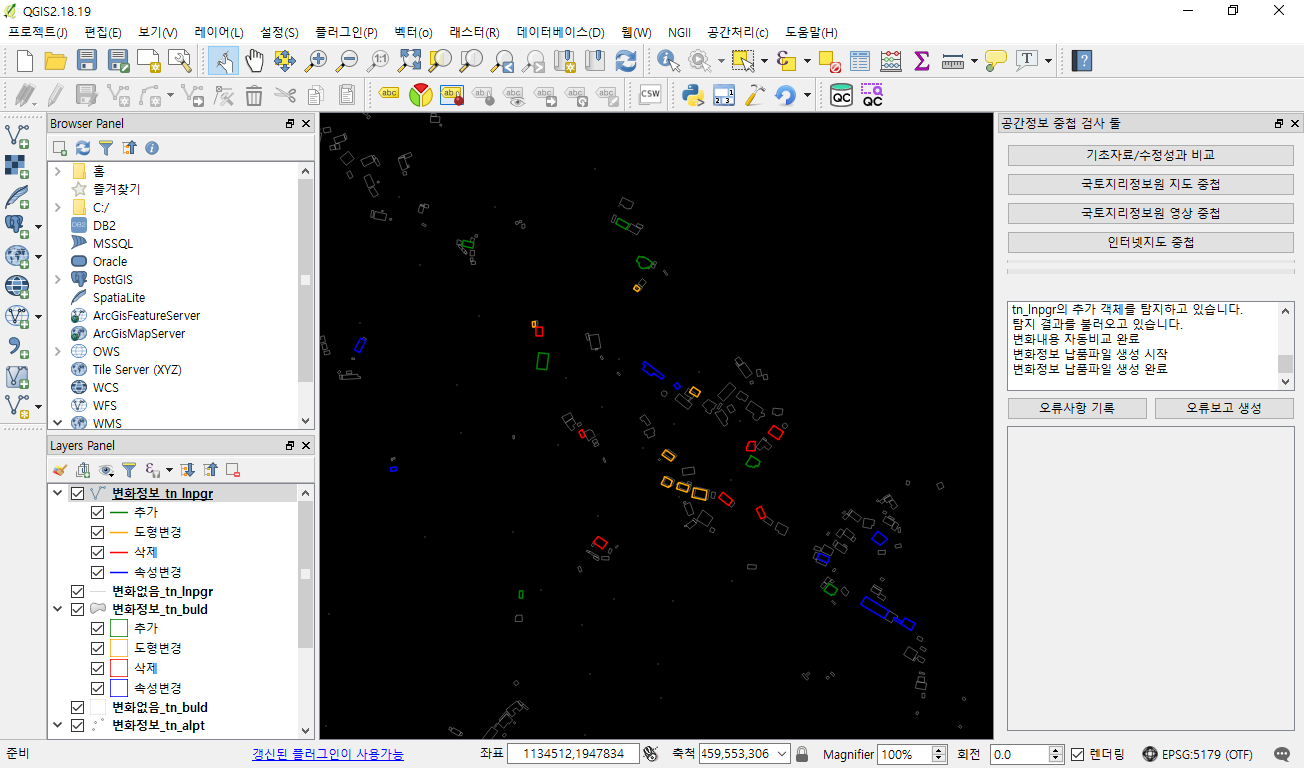 QGIS2.18.19
프로젝트(J) 편집(E) 보기(V) 레이어(L) 설정(S) 플러그인(P) 벡터(o) 래스터(R) 데이터베이스(D) 웹(W) NGII 공간처리(c) 도움말(H)
abc abc CSW QC QC
Browser Panel
홈
즐겨찾기
C:/
DB2
MSSQL
Oracle
PostGIS
SpatiaLite
ArcGisFeatureServer
ArcGisMapServer
OWS
Tile Server (XYZ)
WCS
WFS
WMS
Layers Panel
변화정보_tn_lnpgr
추가
도형변경
삭제
속성변경
변화없음_tn_lnpgr
변화정보_tn_buld
추가
도형변경
삭제
속성변경
변화없음_tn_buld
변화정보_tn_alpt
공간정보 중첩 검사 툴
기초자료/수정성과 비교
국토지리정보원 지도 중첩
국토지리정보원 영상 중첩
인터넷지도 중첩
tn_lnpgr의 추가 객체를 탐지하고 있습니다.
탐지 결과를 불러오고 있습니다.
변화내용 자동비교 완료
변화정보 납품파일 생성 시작
변화정보 납품파일 생성 완료
오류사항 기록 오류보고 생성
준비 갱신된 플러그인이 사용가능 좌표 1134512,1947834 축척 459,553,306 Magnifier 100% 회전 0.0 렌더링 EPSG:5179 (OTF)